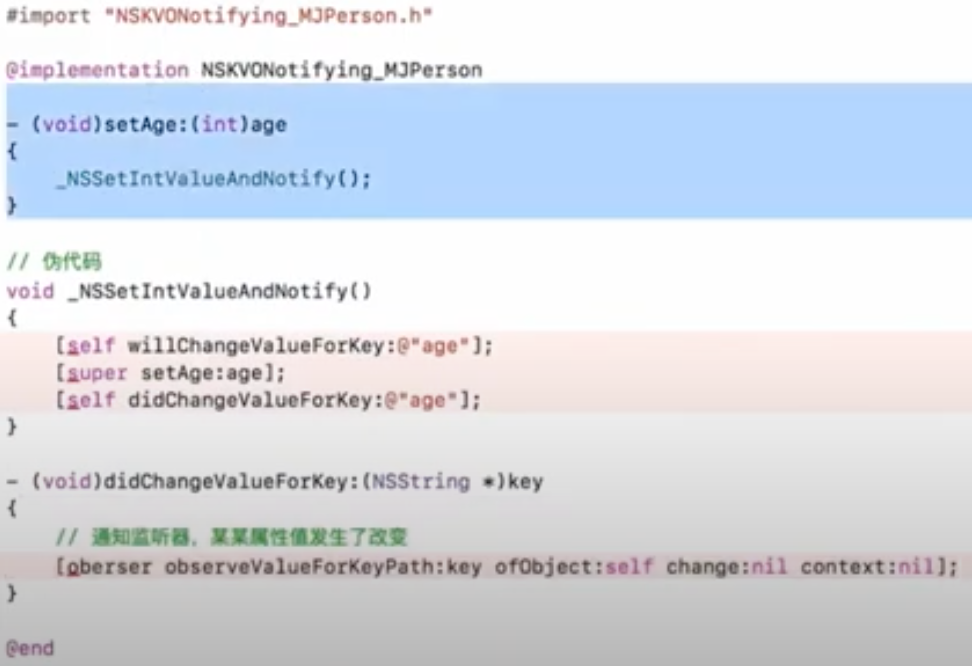 #import "NSKVONotifying_MJPerson.h"
@implementation NSKVONotifying_MJPerson
- (void)setAge:(int)age
{
_NSSetIntValueAndNotify();
}
// 伪代码
void _NSSetIntValueAndNotify()
{
[self willChangeValueForKey:@"age"];
[super setAge:age];
[self didChangeValueForKey:@"age"];
}
- (void)didChangeValueForKey:(NSString *)key
{
// 通知监听器，某某属性值发生了改变
[oberser observeValueForKeyPath:key ofObject:self change:nil context:nil];
}
@end